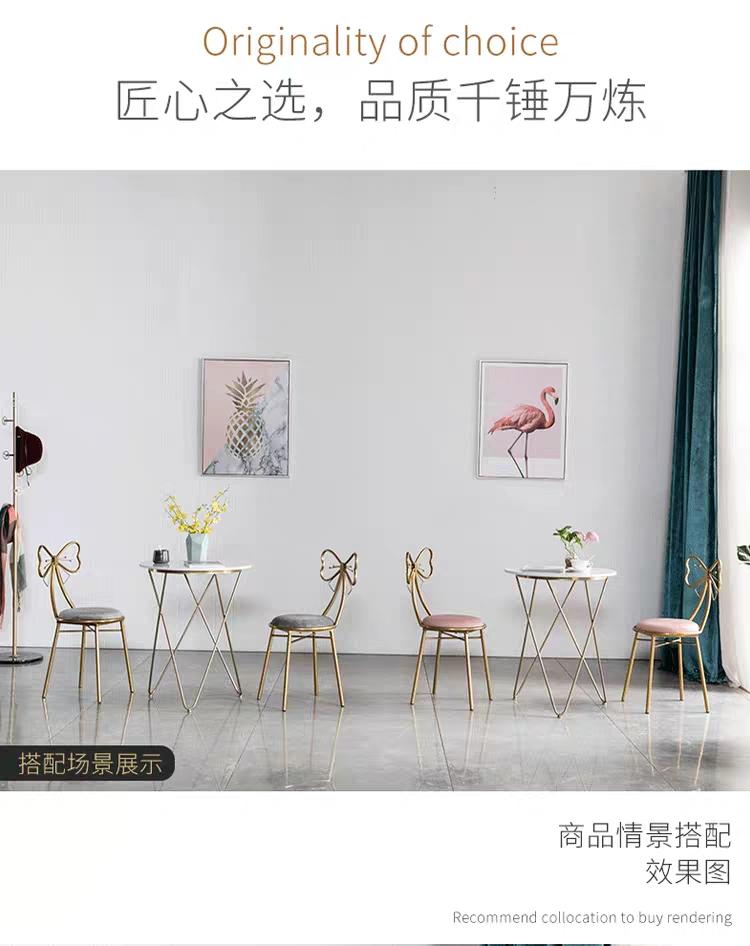 Originality of choice
匠心之选，品质千锤万炼
搭配场景展示
商品情景搭配
效果图
Recommend collocation to buy rendering